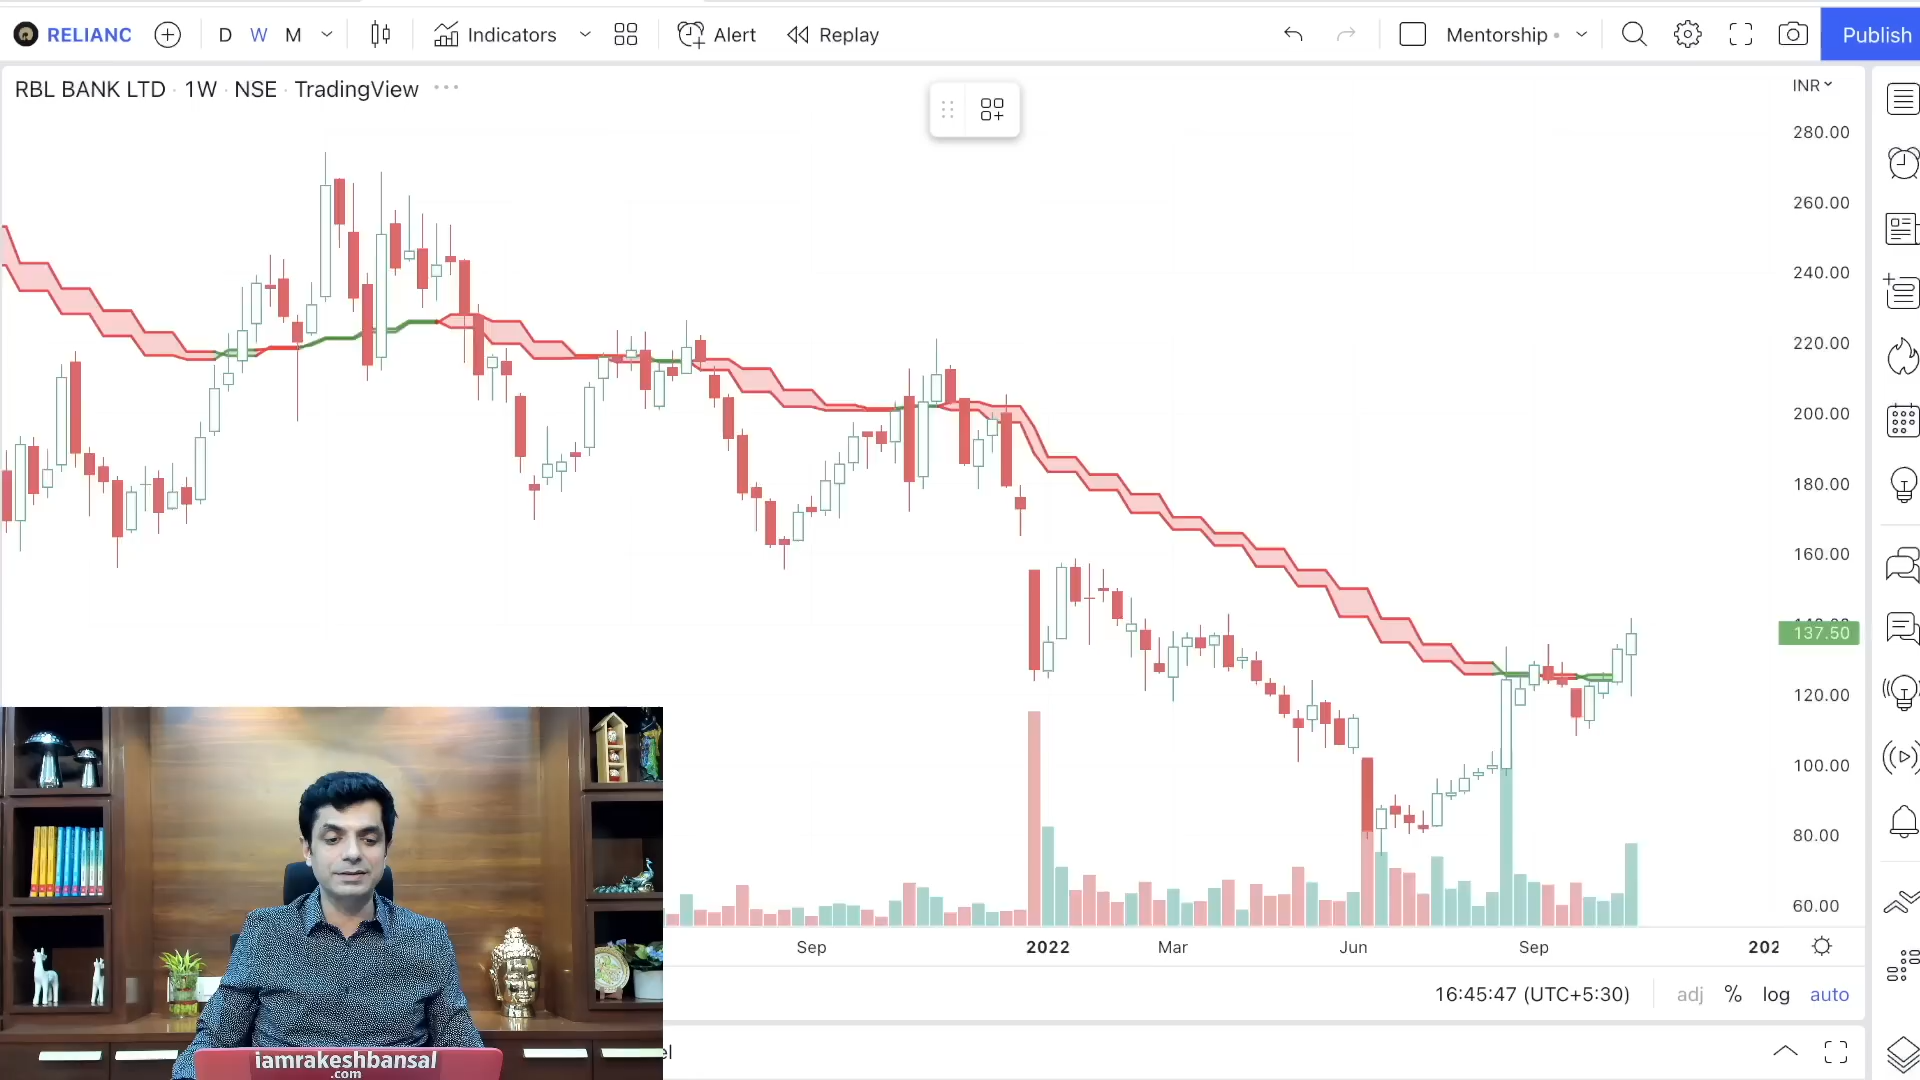 RELIANC D W M Indicators Alert Replay Mentorship Publish
RBL BANK LTD · 1W · NSE · TradingView
INR
280.00
260.00
240.00
220.00
200.00
180.00
160.00
137.50
120.00
100.00
80.00
60.00
Sep 2022 Mar Jun Sep 202
16:45:47 (UTC+5:30) adj % log auto
iamrakeshbansal
.com